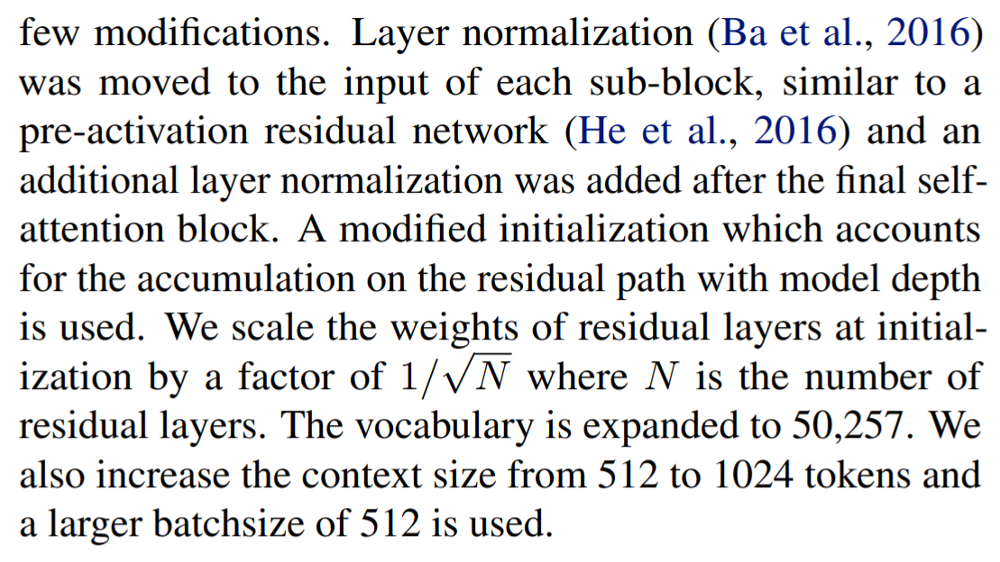 few modifications. Layer normalization (Ba et al., 2016)
was moved to the input of each sub-block, similar to a
pre-activation residual network (He et al., 2016) and an
additional layer normalization was added after the final self-
attention block. A modified initialization which accounts
for the accumulation on the residual path with model depth
is used. We scale the weights of residual layers at initial-
ization by a factor of 1/√N where N is the number of
residual layers. The vocabulary is expanded to 50,257. We
also increase the context size from 512 to 1024 tokens and
a larger batchsize of 512 is used.